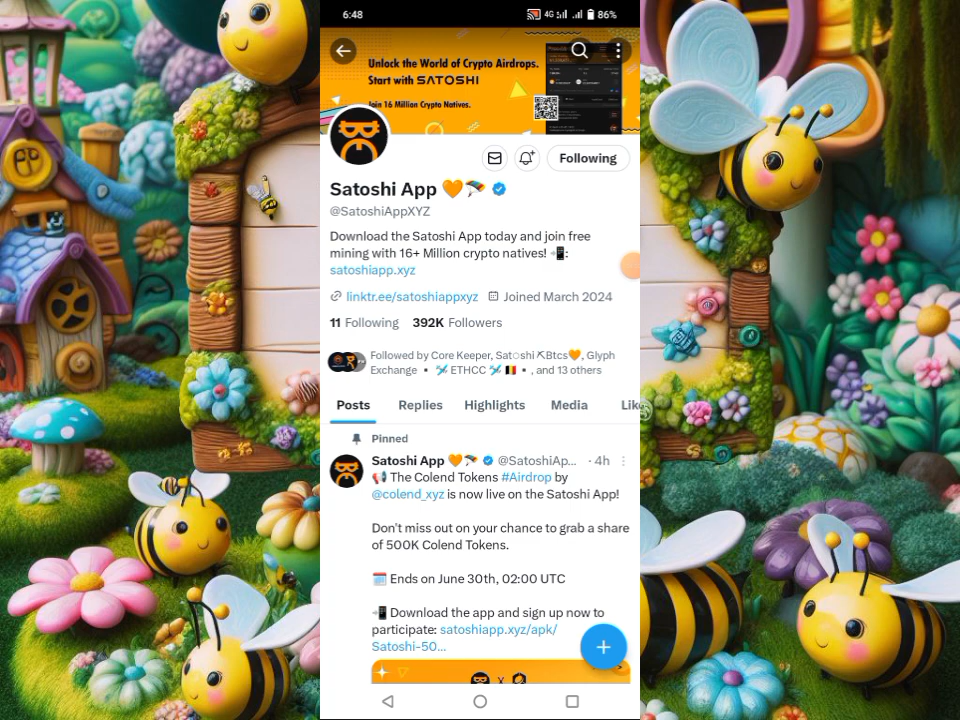 6:48
4G
86%
Unlock the World of Crypto Airdrops.
Start with SATOSHI
Join 16 Million Crypto Natives.
Following
Satoshi App 🧡🪂
@SatoshiAppXYZ
Download the Satoshi App today and join free
mining with 16+ Million crypto natives! 📲:
satoshiapp.xyz
linktr.ee/satoshiappxyz Joined March 2024
11 Following 392K Followers
Followed by Core Keeper, Sat○shi⛏Btcs🧡, Glyph
Exchange ▪ 🛩️ ETHCC 🛩️ 🇧🇪 ▪, and 13 others
Posts Replies Highlights Media Lik
Pinned
Satoshi App 🧡🪂 @SatoshiAp... · 4h
📢 The Colend Tokens #Airdrop by
@colend_xyz is now live on the Satoshi App!
Don't miss out on your chance to grab a share
of 500K Colend Tokens.
🗓️ Ends on June 30th, 02:00 UTC
📲 Download the app and sign up now to
participate: satoshiapp.xyz/apk/
Satoshi-50...
X